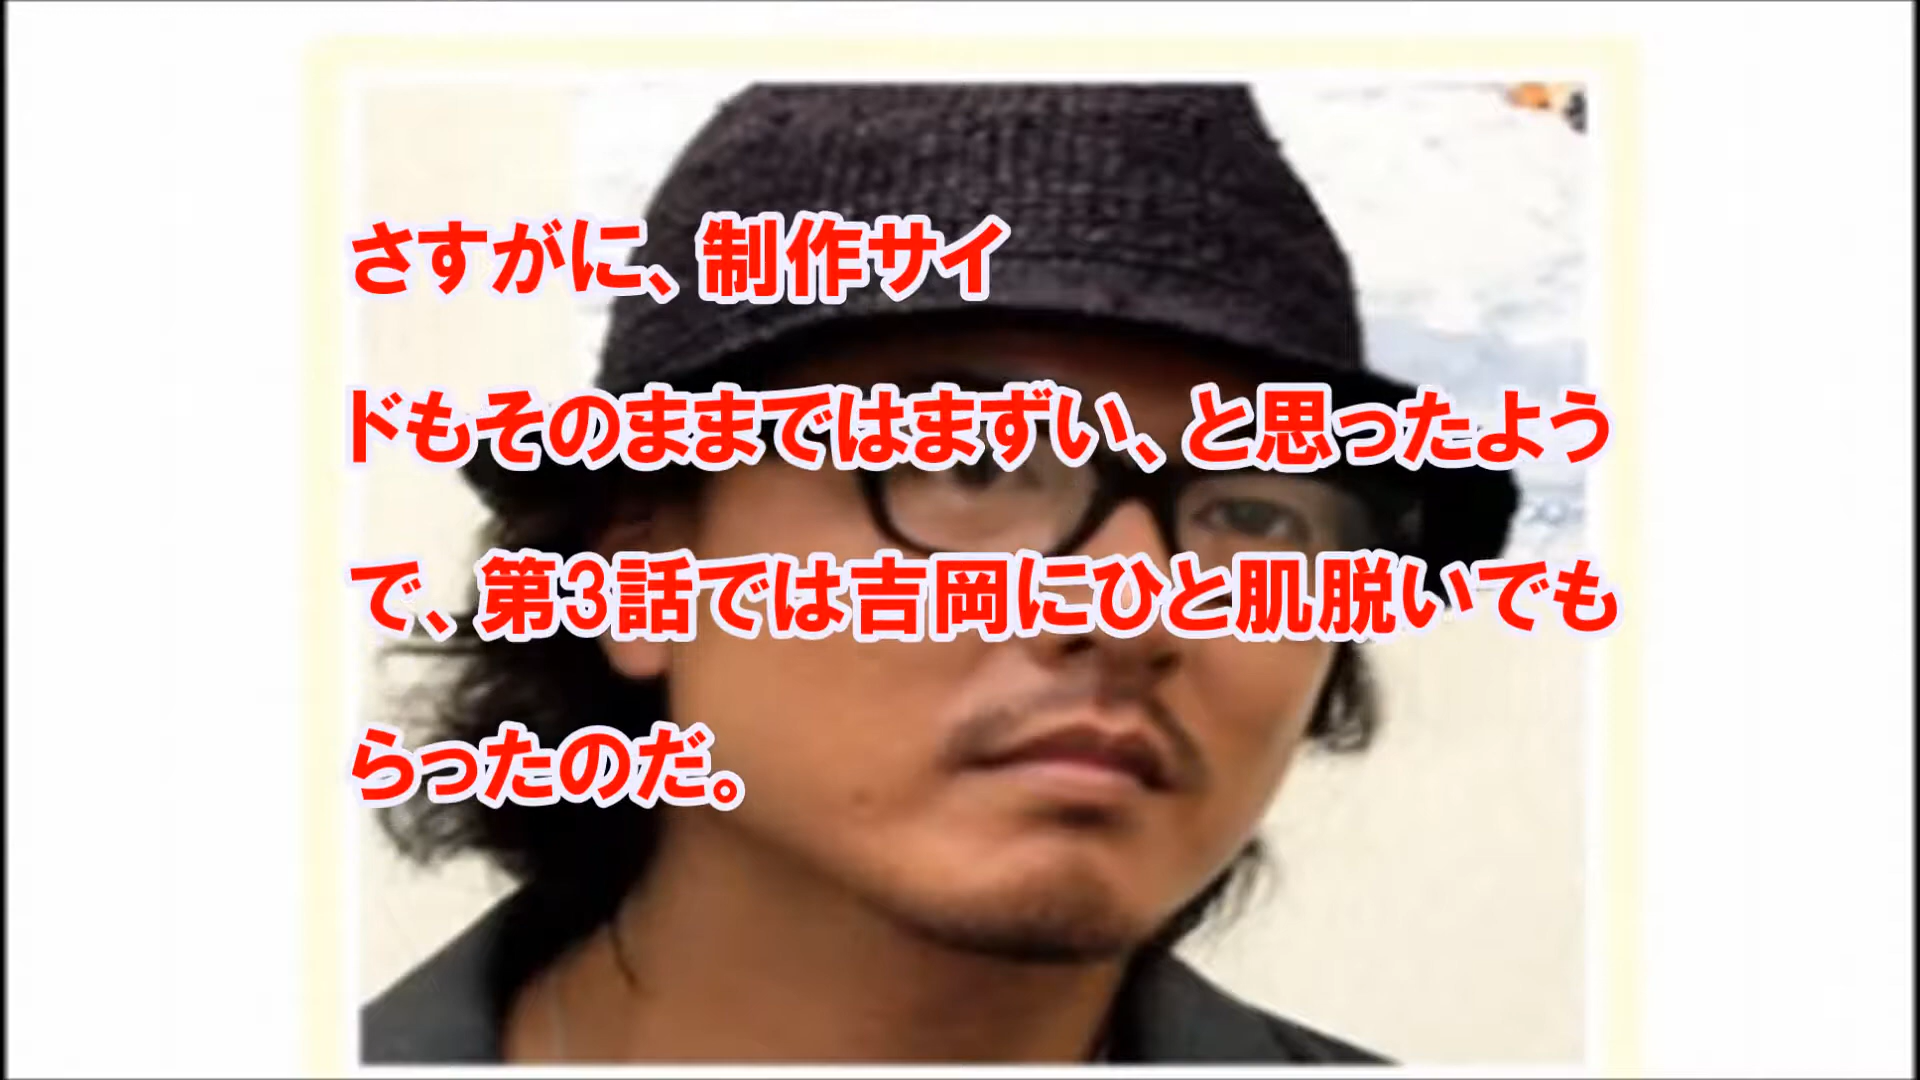 さすがに、制作サイ
ドもそのままではまずい、と思ったよう
で、第3話では吉岡にひと肌脱いでも
らったのだ。